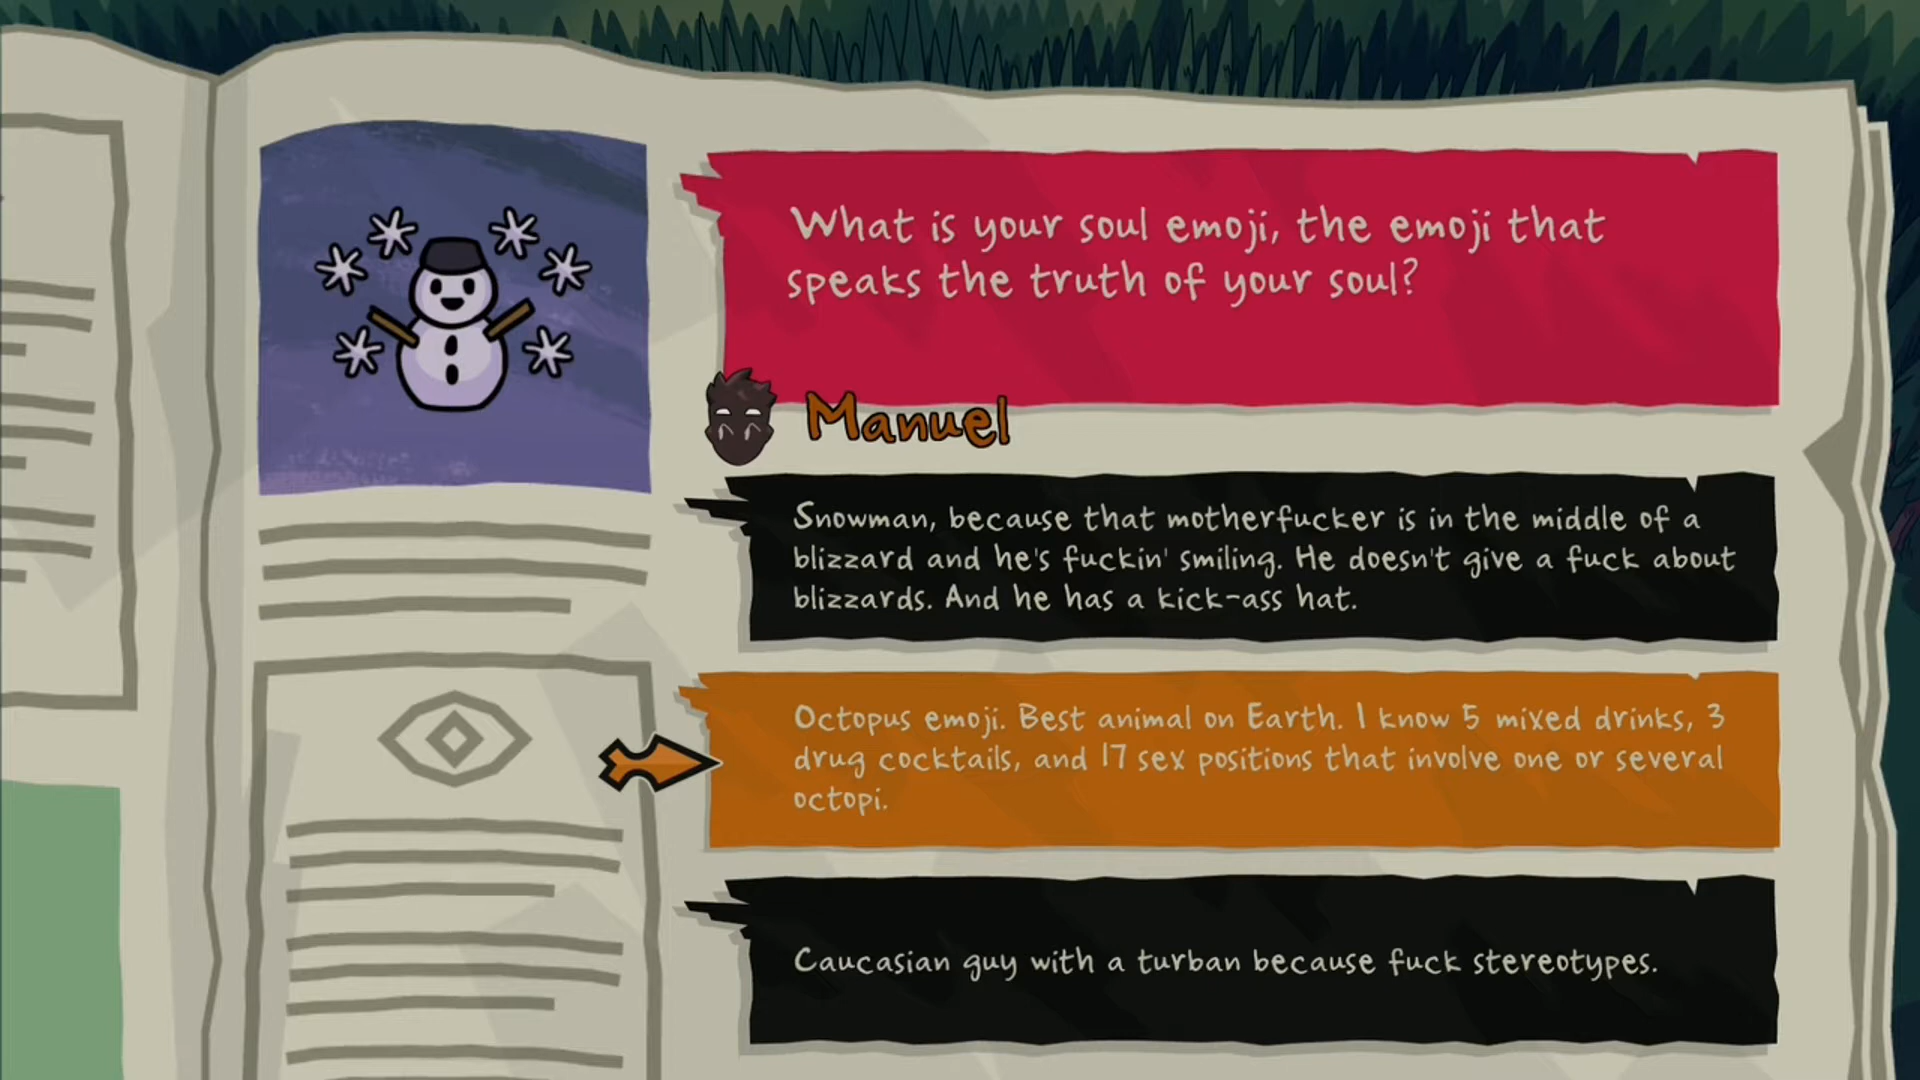 What is your soul emoji, the emoji that
speaks the truth of your soul?
Manuel
Snowman, because that motherfucker is in the middle of a
blizzard and he's fuckin' smiling. He doesn't give a fuck about
blizzards. And he has a kick-ass hat.
Octopus emoji. Best animal on Earth. I know 5 mixed drinks, 3
drug cocktails, and 17 sex positions that involve one or several
octopi.
Caucasian guy with a turban because fuck stereotypes.